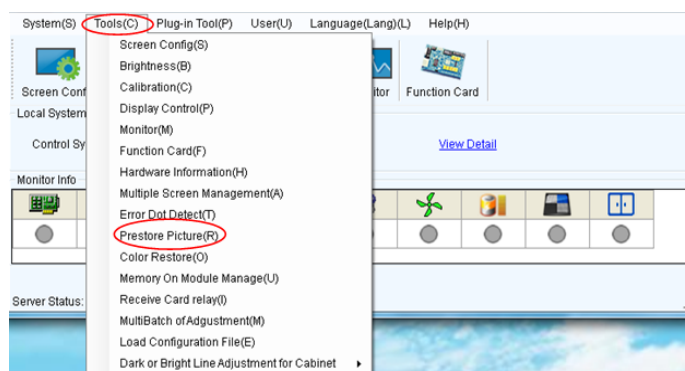 System(S) Tools(C) Plug-in Tool(P) User(U) Language(Lang)(L) Help(H)
Screen Config(S)
Brightness(B)
Calibration(C)
Display Control(P)
Monitor(M)
Function Card(F)
Hardware Information(H)
Multiple Screen Management(A)
Error Dot Detect(T)
Prestore Picture(R)
Color Restore(O)
Memory On Module Manage(U)
Receive Card relay(I)
MultiBatch ofAdgustment(M)
Load Configuration File(E)
Dark or Bright Line Adjustment for Cabinet
Screen Conf
itor Function Card
Local System
Control Sy
View Detail
Monitor Info
Server Status: